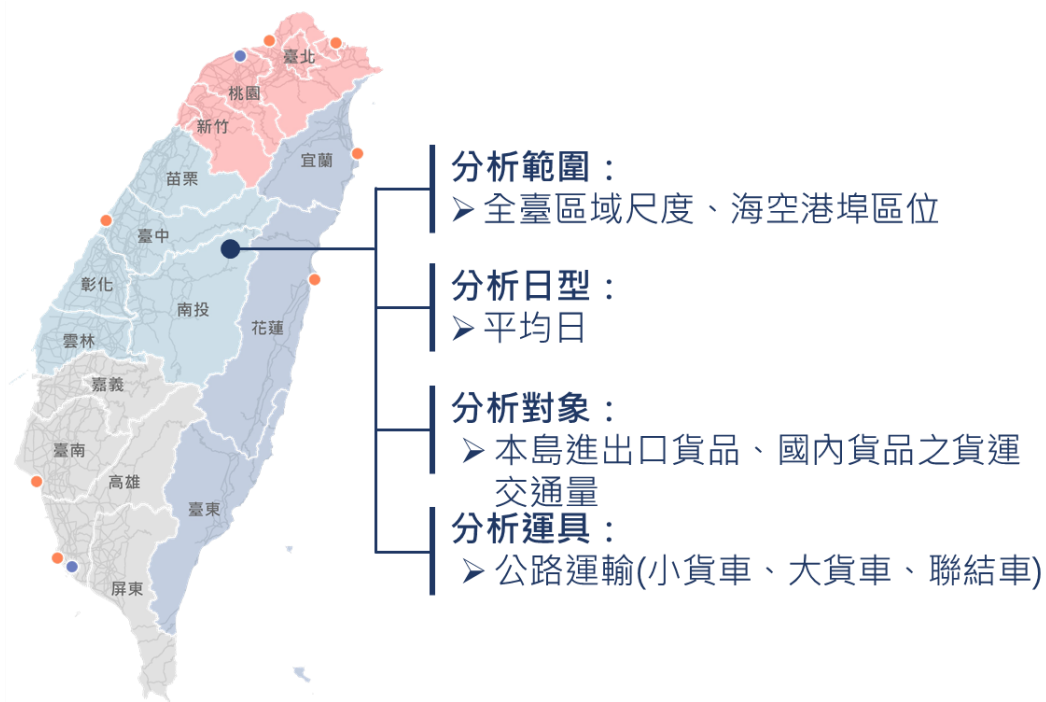 臺北
桃園
新竹
宜蘭
苗栗
臺中
彰化
南投
雲林
花蓮
嘉義
臺南
高雄
臺東
屏東
分析範圍：
➢ 全臺區域尺度、海空港埠區位
分析日型：
➢ 平均日
分析對象：
➢ 本島進出口貨品、國內貨品之貨運
交通量
分析運具：
➢ 公路運輸(小貨車、大貨車、聯結車)